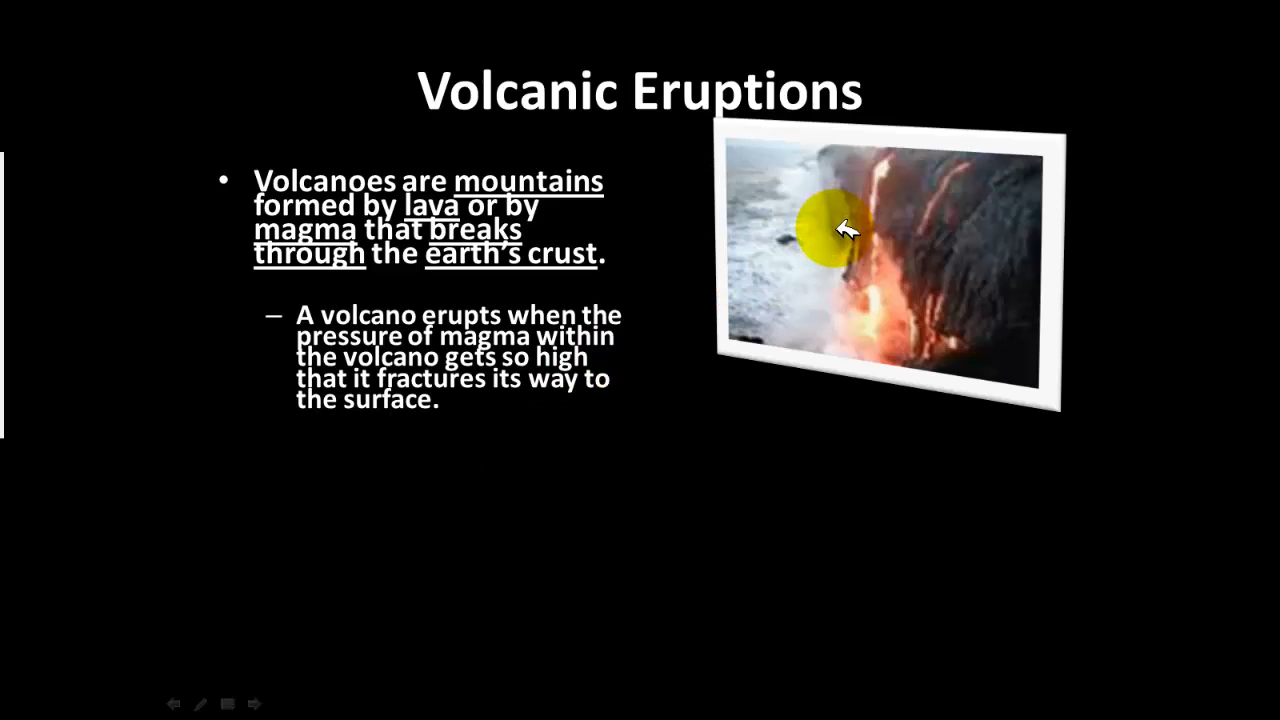 Volcanic Eruptions
• Volcanoes are mountains
formed by lava or by
magma that breaks
through the earth's crust.
– A volcano erupts when the
pressure of magma within
the volcano gets so high
that it fractures its way to
the surface.